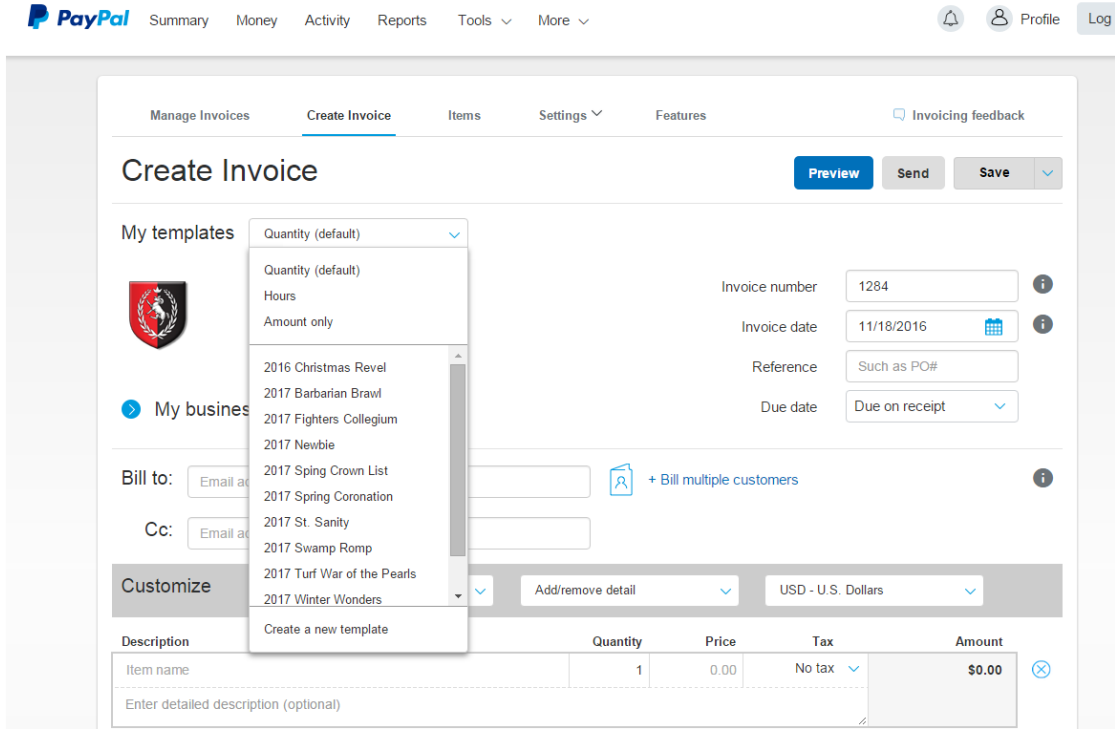 PayPal Summary Money Activity Reports Tools More Profile Log
Manage Invoices Create Invoice Items Settings Features Invoicing feedback
Create Invoice Preview Send Save
My templates Quantity (default)
Quantity (default)
Hours
Amount only
2016 Christmas Revel
2017 Barbarian Brawl
2017 Fighters Collegium
2017 Newbie
2017 Sping Crown List
2017 Spring Coronation
2017 St. Sanity
2017 Swamp Romp
2017 Turf War of the Pearls
2017 Winter Wonders
Create a new template
Invoice number 1284
Invoice date 11/18/2016
Reference Such as PO#
Due date Due on receipt
My busines
Bill to: Email ad + Bill multiple customers
Cc: Email ad
Customize Add/remove detail USD - U.S. Dollars
Description Quantity Price Tax Amount
Item name 1 0.00 No tax $0.00
Enter detailed description (optional)